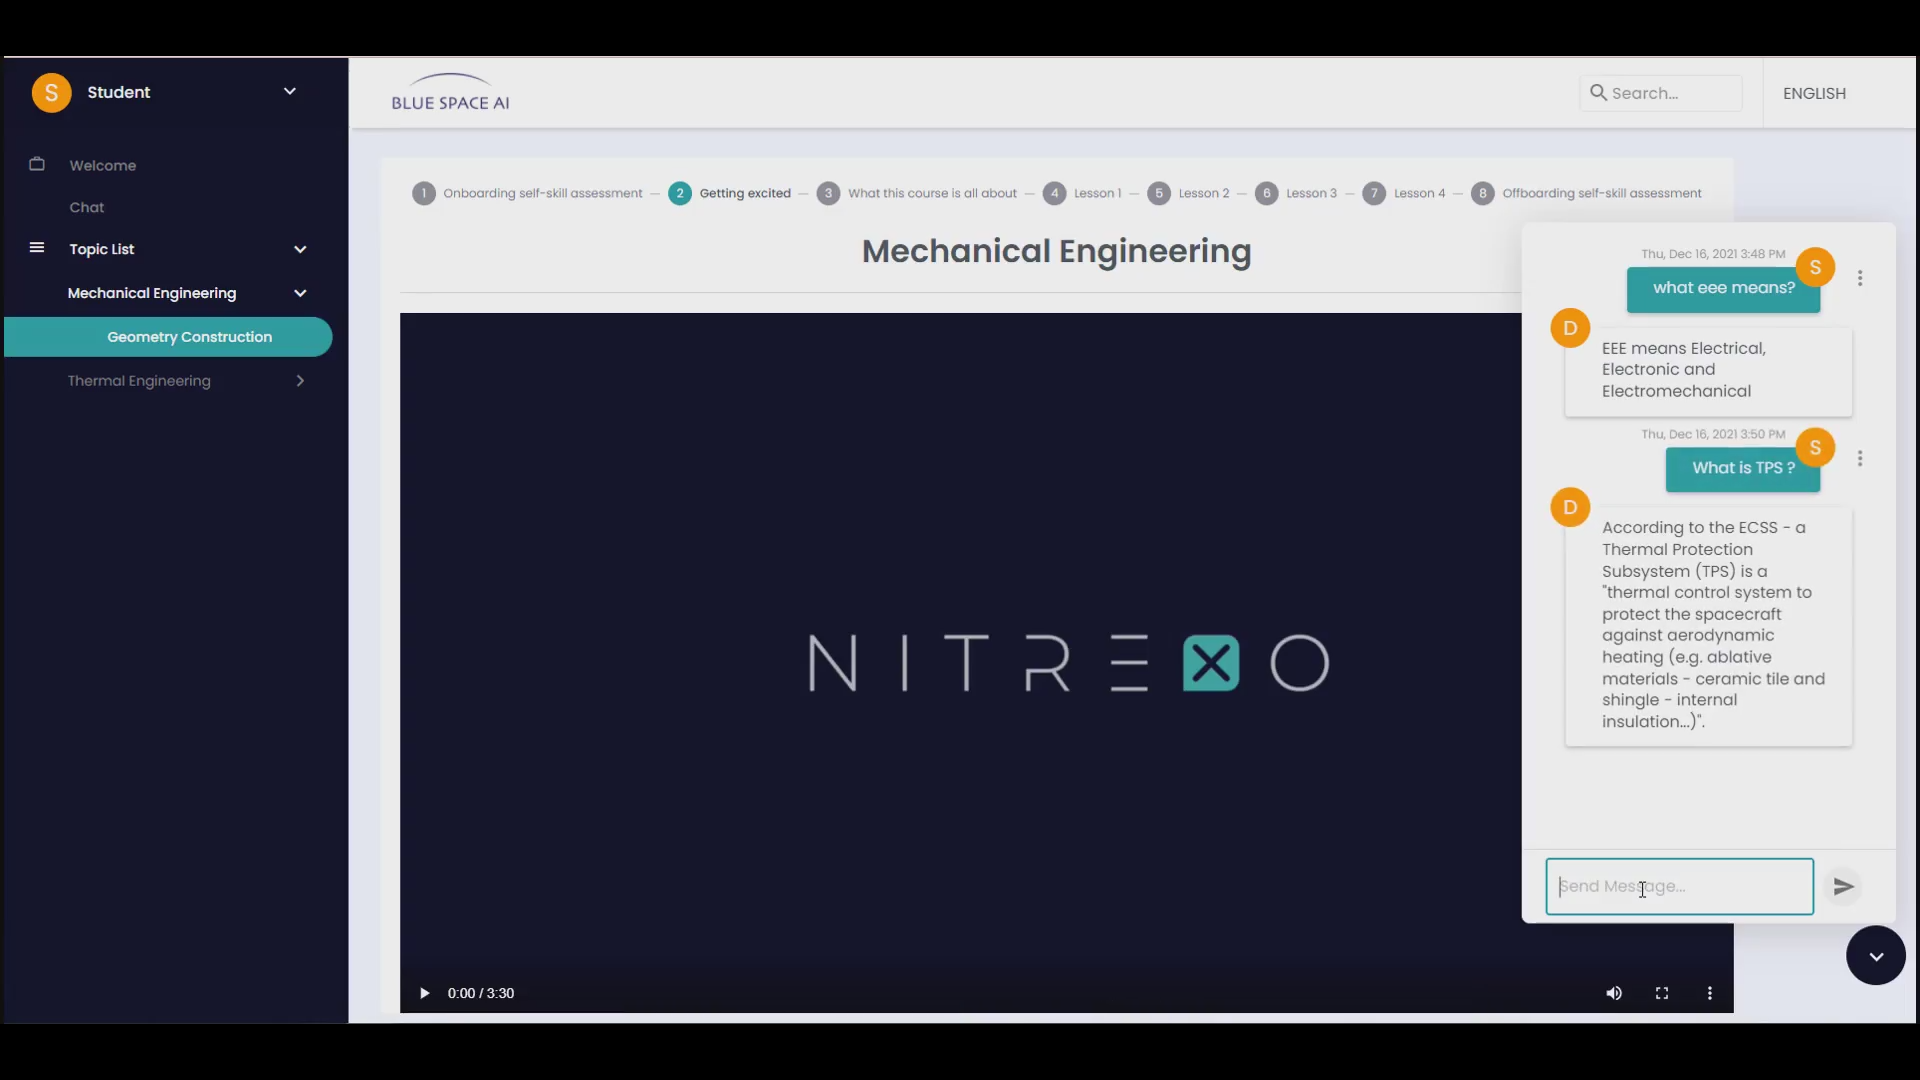 S Student
Welcome
Chat
Topic List
Mechanical Engineering
Geometry Construction
Thermal Engineering
BLUE SPACE AI
Search...
ENGLISH
1 Onboarding self-skill assessment — 2 Getting excited — 3 What this course is all about — 4 Lesson 1 — 5 Lesson 2 — 6 Lesson 3 — 7 Lesson 4 — 8 Offboarding self-skill assessment
Mechanical Engineering
NITREXO
0:00 / 3:30
Thu, Dec 16, 2021 3:48 PM
S
what eee means?
D
EEE means Electrical,
Electronic and
Electromechanical
Thu, Dec 16, 2021 3:50 PM
S
What is TPS ?
D
According to the ECSS - a
Thermal Protection
Subsystem (TPS) is a
"thermal control system to
protect the spacecraft
against aerodynamic
heating (e.g. ablative
materials - ceramic tile and
shingle - internal
insulation...)".
Send Message...